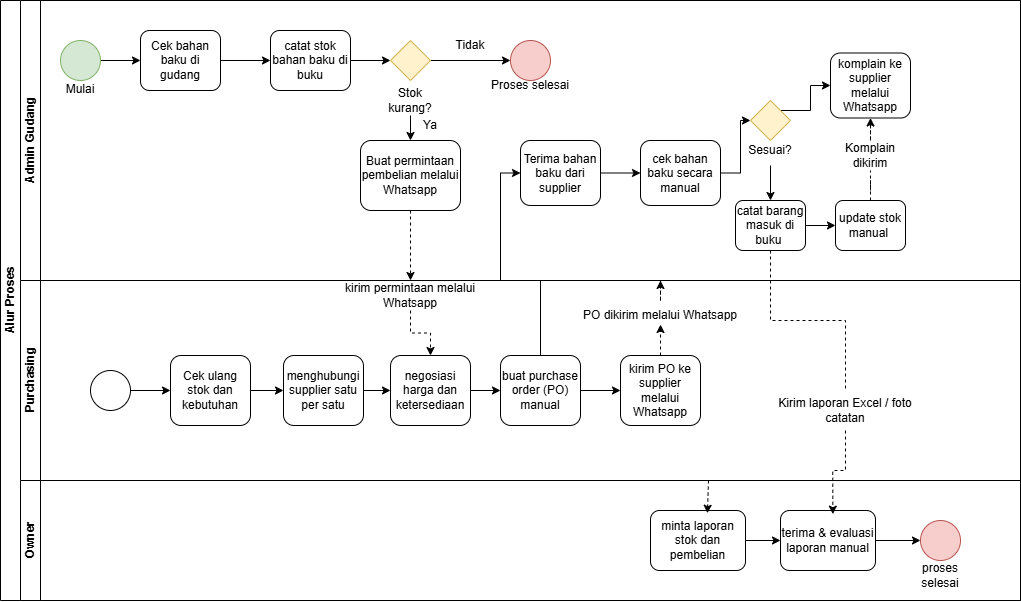 Alur Proses
Admin Gudang
Mulai
Cek bahan
baku di
gudang
catat stok
bahan baku di
buku
Stok
kurang?
Tidak
Proses selesai
Ya
Buat permintaan
pembelian melalui
Whatsapp
Terima bahan
baku dari
supplier
cek bahan
baku secara
manual
Sesuai?
komplain ke
supplier
melalui
Whatsapp
Komplain
dikirim
catat barang
masuk di
buku
update stok
manual
Purchasing
kirim permintaan melalui
Whatsapp
Cek ulang
stok dan
kebutuhan
menghubungi
supplier satu
per satu
negosiasi
harga dan
ketersediaan
buat purchase
order (PO)
manual
PO dikirim melalui Whatsapp
kirim PO ke
supplier
melalui
Whatsapp
Kirim laporan Excel / foto
catatan
Owner
minta laporan
stok dan
pembelian
terima & evaluasi
laporan manual
proses
selesai